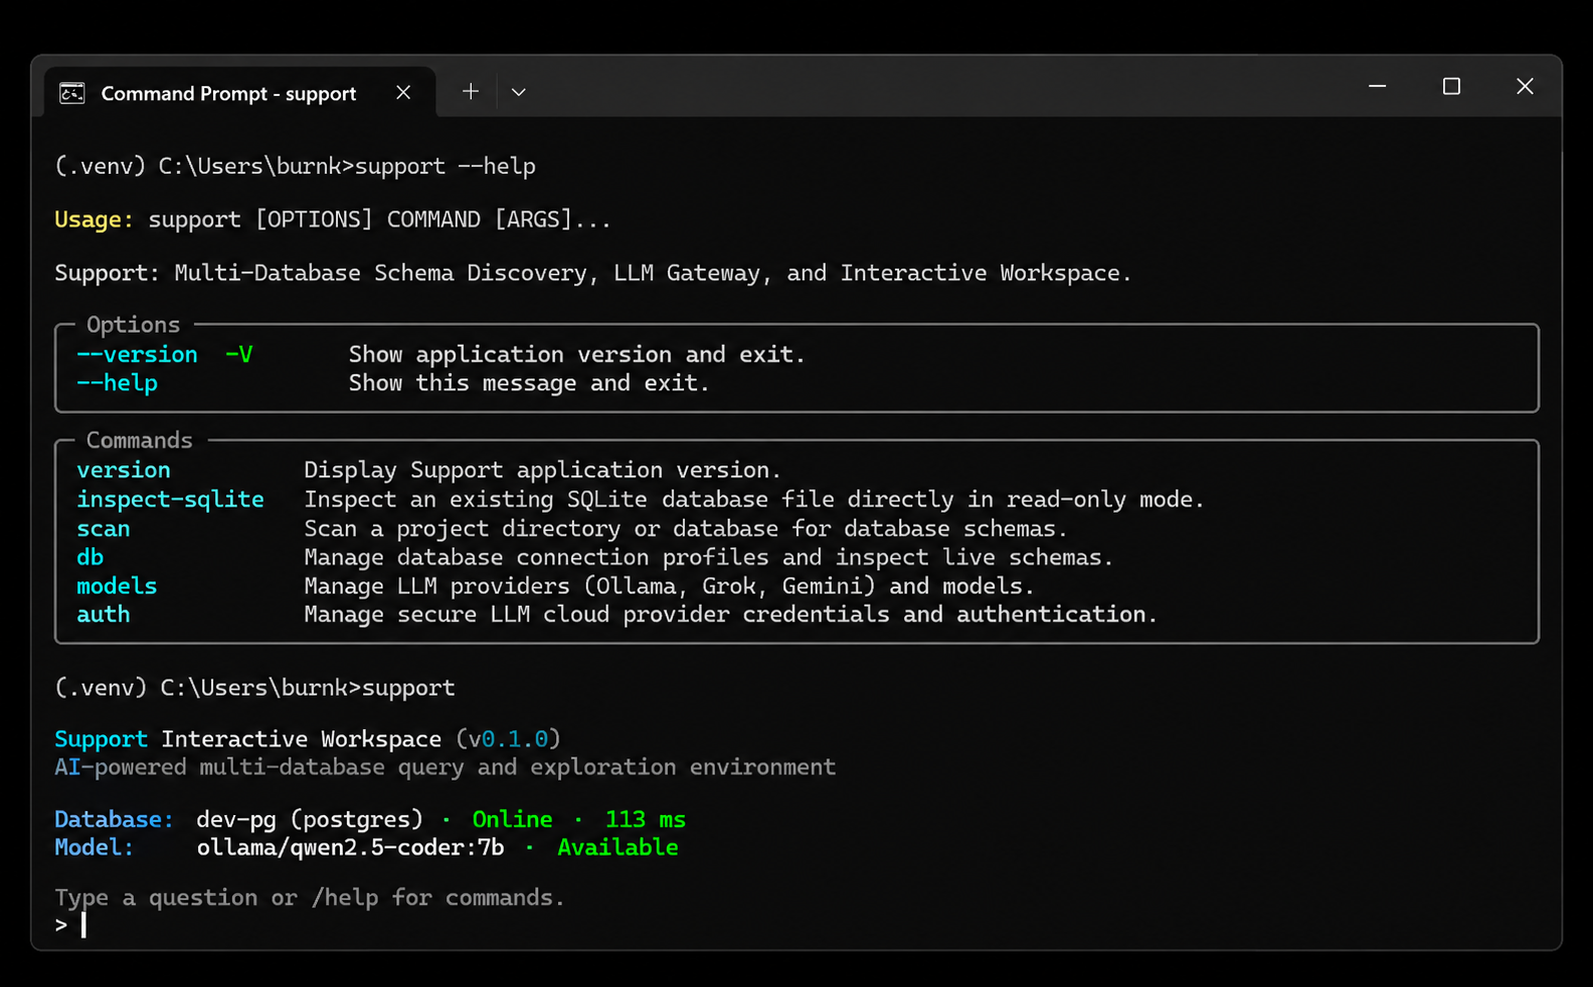 Command Prompt - support
(.venv) C:\Users\burnk>support --help
Usage: support [OPTIONS] COMMAND [ARGS]...
Support: Multi-Database Schema Discovery, LLM Gateway, and Interactive Workspace.
Options
--version -V Show application version and exit.
--help Show this message and exit.
Commands
version Display Support application version.
inspect-sqlite Inspect an existing SQLite database file directly in read-only mode.
scan Scan a project directory or database for database schemas.
db Manage database connection profiles and inspect live schemas.
models Manage LLM providers (Ollama, Grok, Gemini) and models.
auth Manage secure LLM cloud provider credentials and authentication.
(.venv) C:\Users\burnk>support
Support Interactive Workspace (v0.1.0)
AI-powered multi-database query and exploration environment
Database: dev-pg (postgres) · Online · 113 ms
Model: ollama/qwen2.5-coder:7b · Available
Type a question or /help for commands.
>